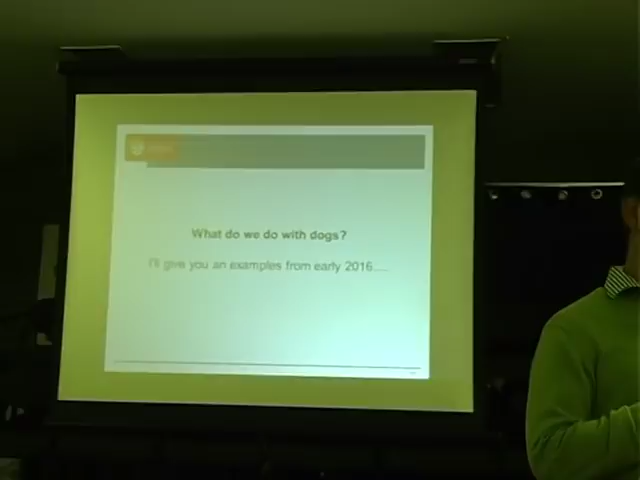 What do we do with dogs?
I'll give you an examples from early 2016....